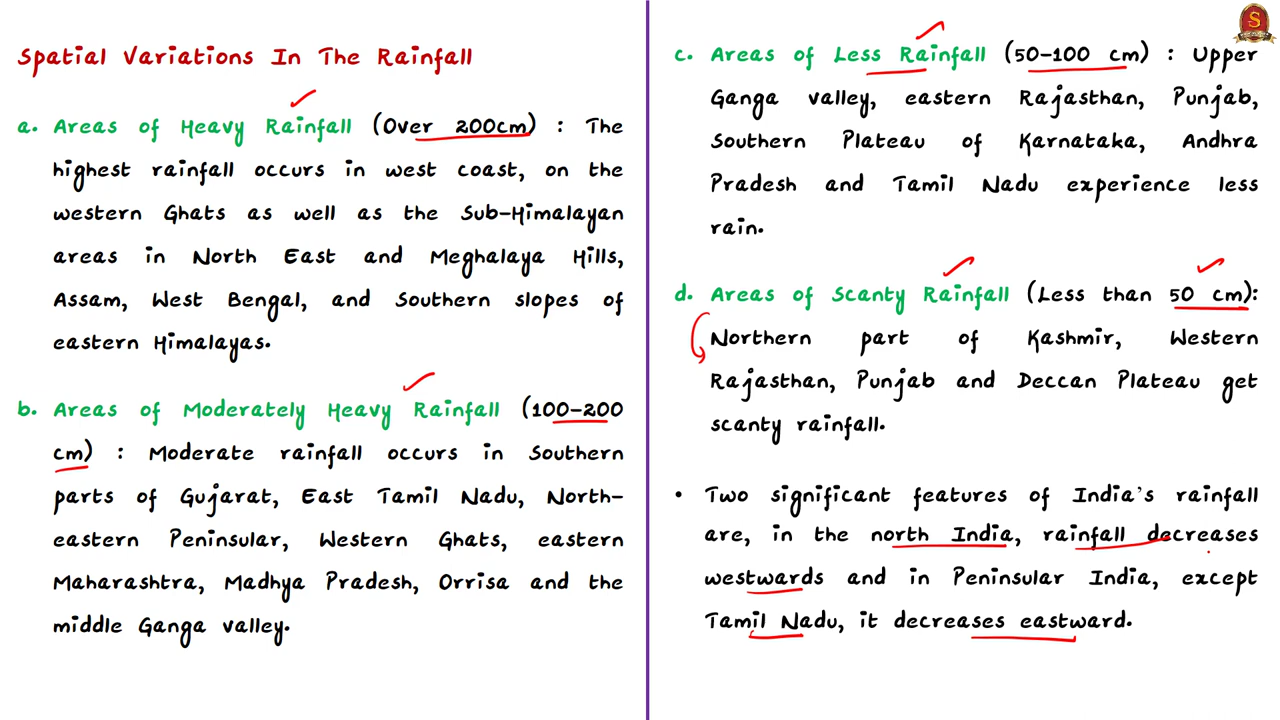 Spatial Variations In The Rainfall
a. Areas of Heavy Rainfall (Over 200cm) : The
highest rainfall occurs in west coast, on the
western Ghats as well as the Sub-Himalayan
areas in North East and Meghalaya Hills,
Assam, West Bengal, and Southern slopes of
eastern Himalayas.
b. Areas of Moderately Heavy Rainfall (100-200
cm) : Moderate rainfall occurs in Southern
parts of Gujarat, East Tamil Nadu, North-
eastern Peninsular, Western Ghats, eastern
Maharashtra, Madhya Pradesh, Orrisa and the
middle Ganga valley.
c. Areas of Less Rainfall (50-100 cm) : Upper
Ganga valley, eastern Rajasthan, Punjab,
Southern Plateau of Karnataka, Andhra
Pradesh and Tamil Nadu experience less
rain.
d. Areas of Scanty Rainfall (Less than 50 cm):
Northern part of Kashmir, Western
Rajasthan, Punjab and Deccan Plateau get
scanty rainfall.
• Two significant features of India's rainfall
are, in the north India, rainfall decreases
westwards and in Peninsular India, except
Tamil Nadu, it decreases eastward.
S